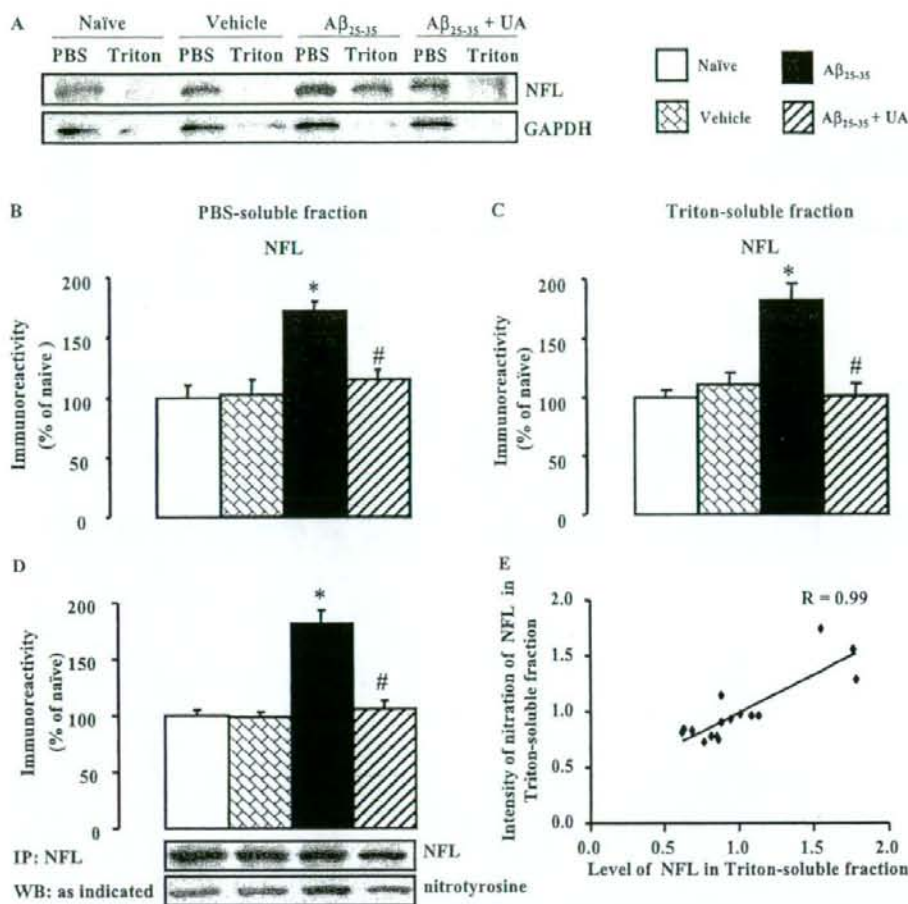 A
Naïve Vehicle Aβ25-35 Aβ25-35 + UA
PBS Triton PBS Triton PBS Triton PBS Triton
NFL
GAPDH
Naïve
Aβ25-35
Vehicle
Aβ25-35 + UA
B
PBS-soluble fraction
NFL
Immunoreactivity
(% of naive )
200
150
100
50
0
*
#
C
Triton-soluble fraction
NFL
Immunoreactivity
(% of naïve)
200
150
100
50
0
*
#
D
Immunoreactivity
(% of naïve)
200
150
100
50
0
*
#
IP: NFL
NFL
WB: as indicated
nitrotyrosine
E
R = 0.99
Intensity of nitration of NFL in
Triton-soluble fraction
2.0
1.5
1.0
0.5
0.0
0.0 0.5 1.0 1.5 2.0
Level of NFL in Triton-soluble fraction